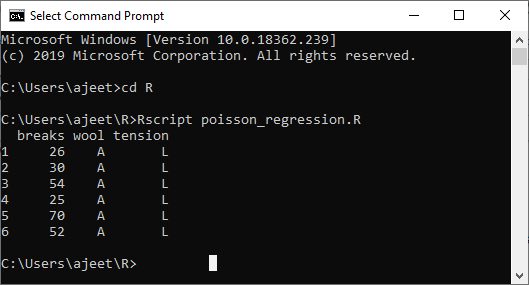 Select Command Prompt
Microsoft Windows [Version 10.0.18362.239]
(c) 2019 Microsoft Corporation. All rights reserved.
C:\Users\ajeet>cd R
C:\Users\ajeet\R>Rscript poisson_regression.R
  breaks wool tension
1     26    A       L
2     30    A       L
3     54    A       L
4     25    A       L
5     70    A       L
6     52    A       L
C:\Users\ajeet\R>